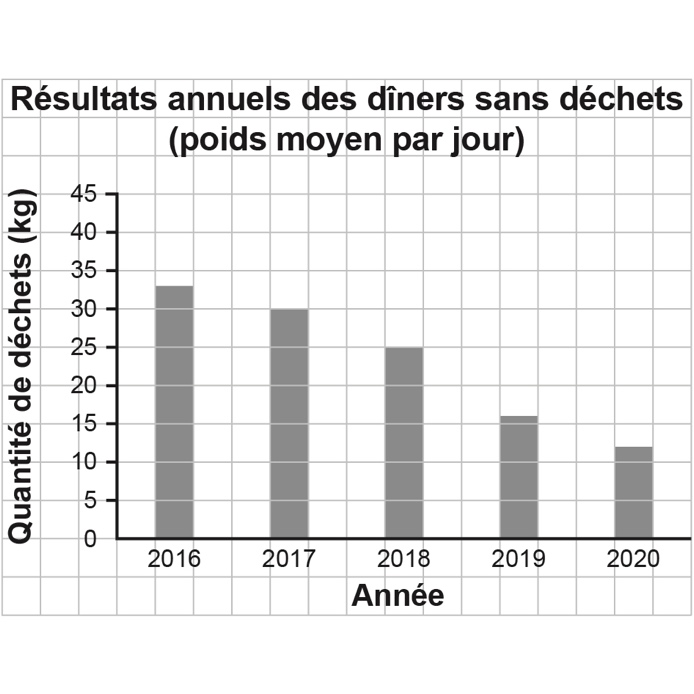 Résultats annuels des dîners sans déchets
(poids moyen par jour)
Quantité de déchets (kg)
45
40
35
30
25
20
15
10
5
0
2016 2017 2018 2019 2020
Année